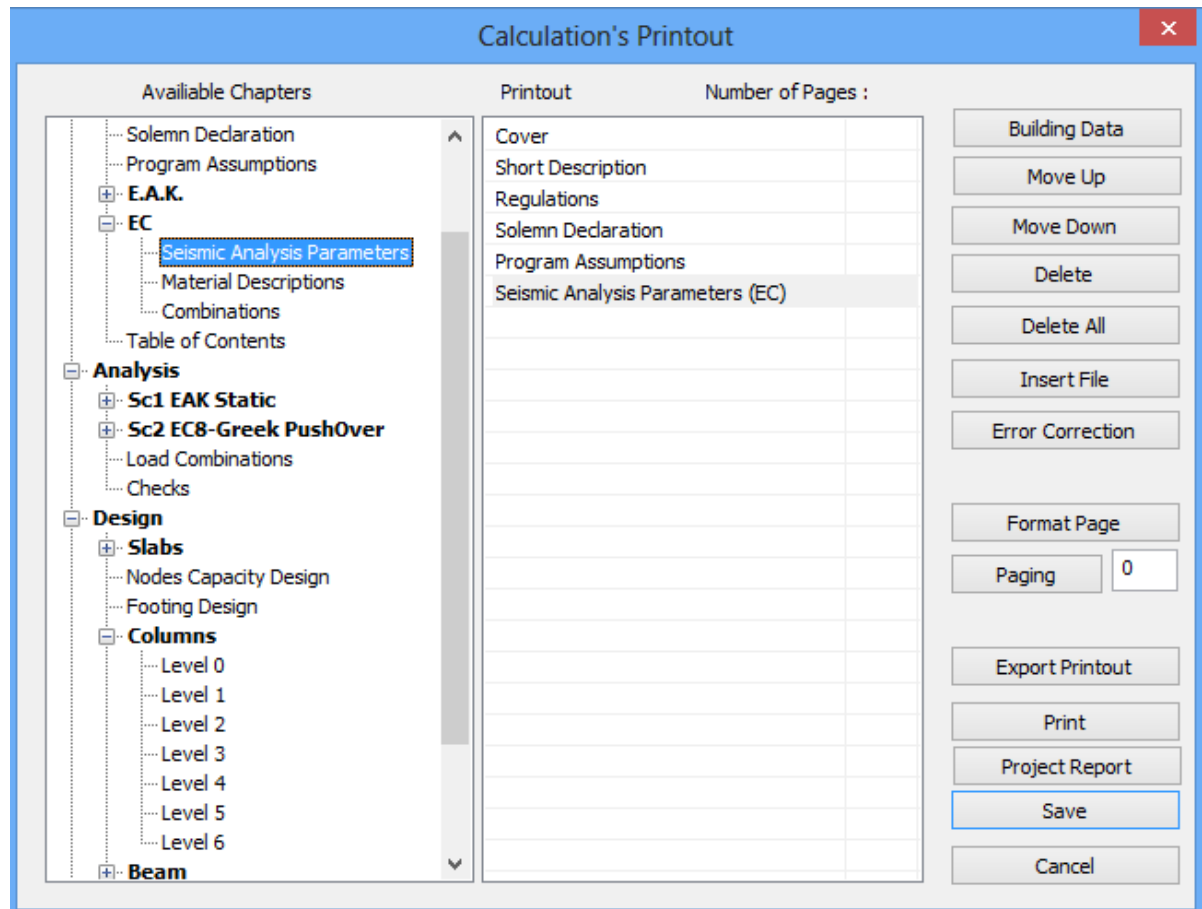 Calculation's Printout
Availiable Chapters
Printout
Number of Pages :
Solemn Declaration
Program Assumptions
E.A.K.
EC
Seismic Analysis Parameters
Material Descriptions
Combinations
Table of Contents
Analysis
Sc1 EAK Static
Sc2 EC8-Greek PushOver
Load Combinations
Checks
Design
Slabs
Nodes Capacity Design
Footing Design
Columns
Level 0
Level 1
Level 2
Level 3
Level 4
Level 5
Level 6
Beam
Cover
Short Description
Regulations
Solemn Declaration
Program Assumptions
Seismic Analysis Parameters (EC)
Building Data
Move Up
Move Down
Delete
Delete All
Insert File
Error Correction
Format Page
Paging 0
Export Printout
Print
Project Report
Save
Cancel